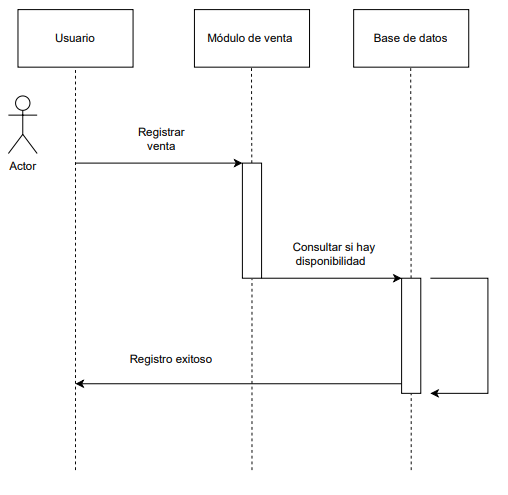 Usuario
Módulo de venta
Base de datos
Actor
Registrar
venta
Consultar si hay
disponibilidad
Registro exitoso